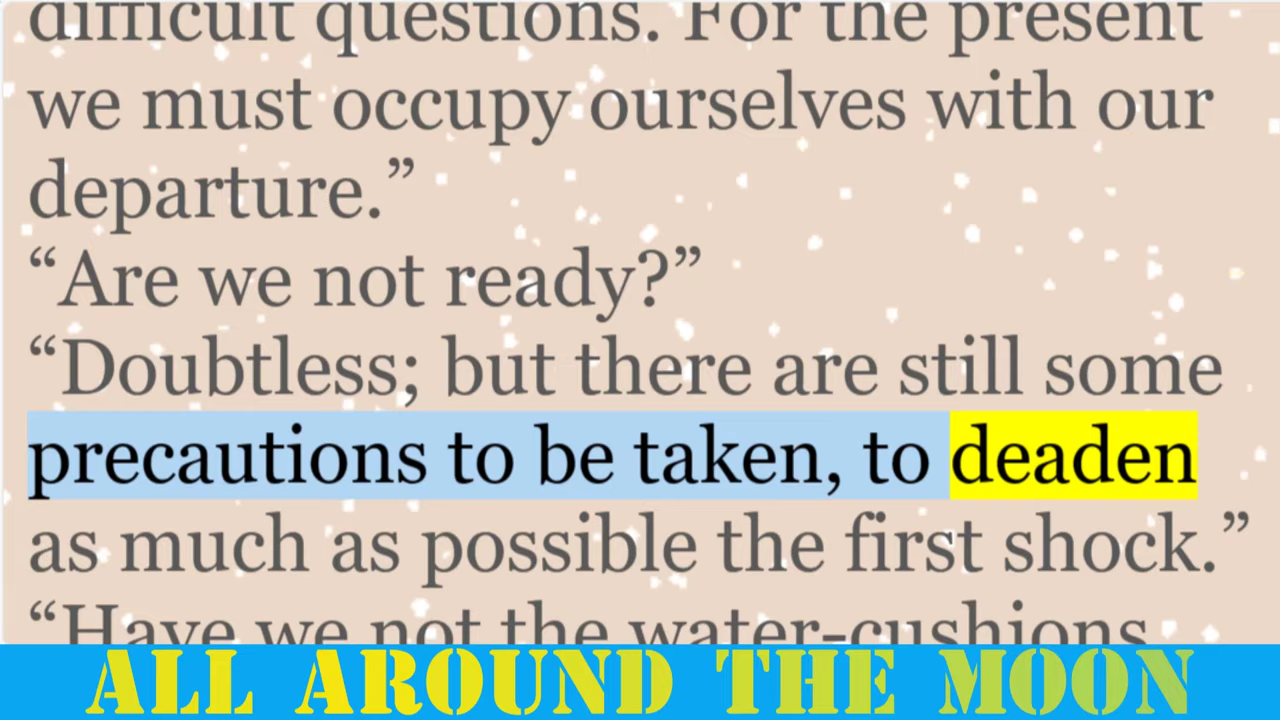 difficult questions. For the present
we must occupy ourselves with our
departure.”
“Are we not ready?”
“Doubtless; but there are still some
precautions to be taken, to deaden
as much as possible the first shock.”
“Have we not the water-cushions
ALL AROUND THE MOON